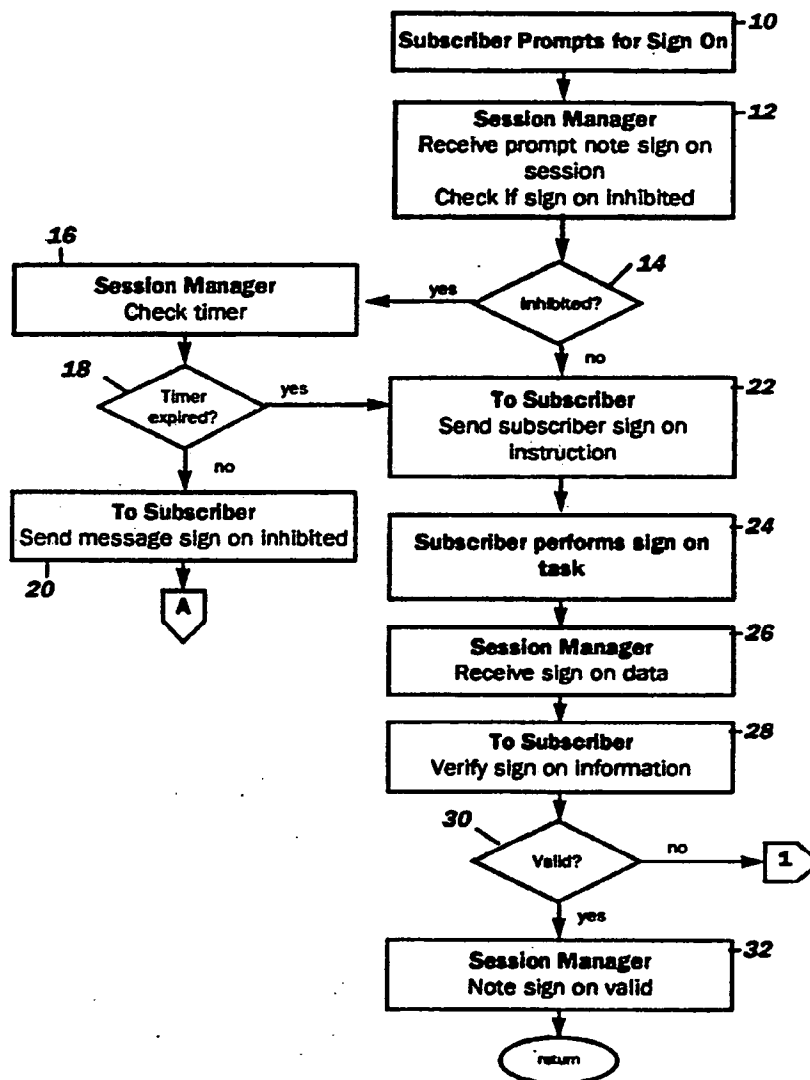 10
Subscriber Prompts for Sign On
12
Session Manager
Receive prompt note sign on
session
Check if sign on inhibited
14
Inhibited?
yes
no
16
Session Manager
Check timer
18
Timer
expired?
yes
no
20
To Subscriber
Send message sign on inhibited
A
22
To Subscriber
Send subscriber sign on
instruction
24
Subscriber performs sign on
task
26
Session Manager
Receive sign on data
28
To Subscriber
Verify sign on information
30
Valid?
no
1
yes
32
Session Manager
Note sign on valid
return